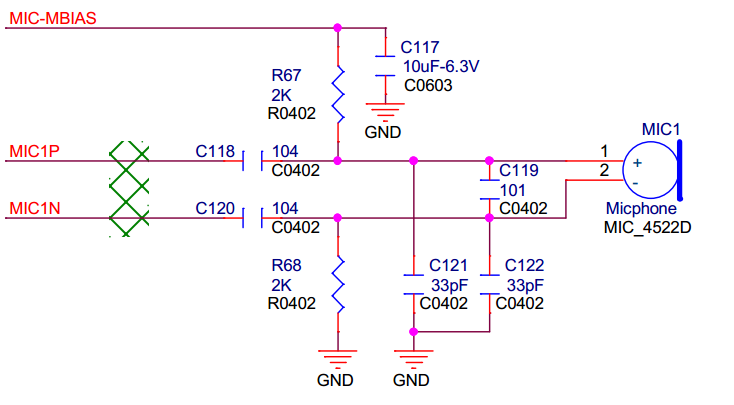 MIC-MBIAS
C117
10uF-6.3V
C0603
R67
2K
R0402
GND
MIC1
MIC1P
C118
104
C0402
1
2
+
-
C119
101
C0402
MIC1N
C120
104
C0402
Micphone
MIC_4522D
R68
2K
R0402
C121
33pF
C0402
C122
33pF
C0402
GND
GND